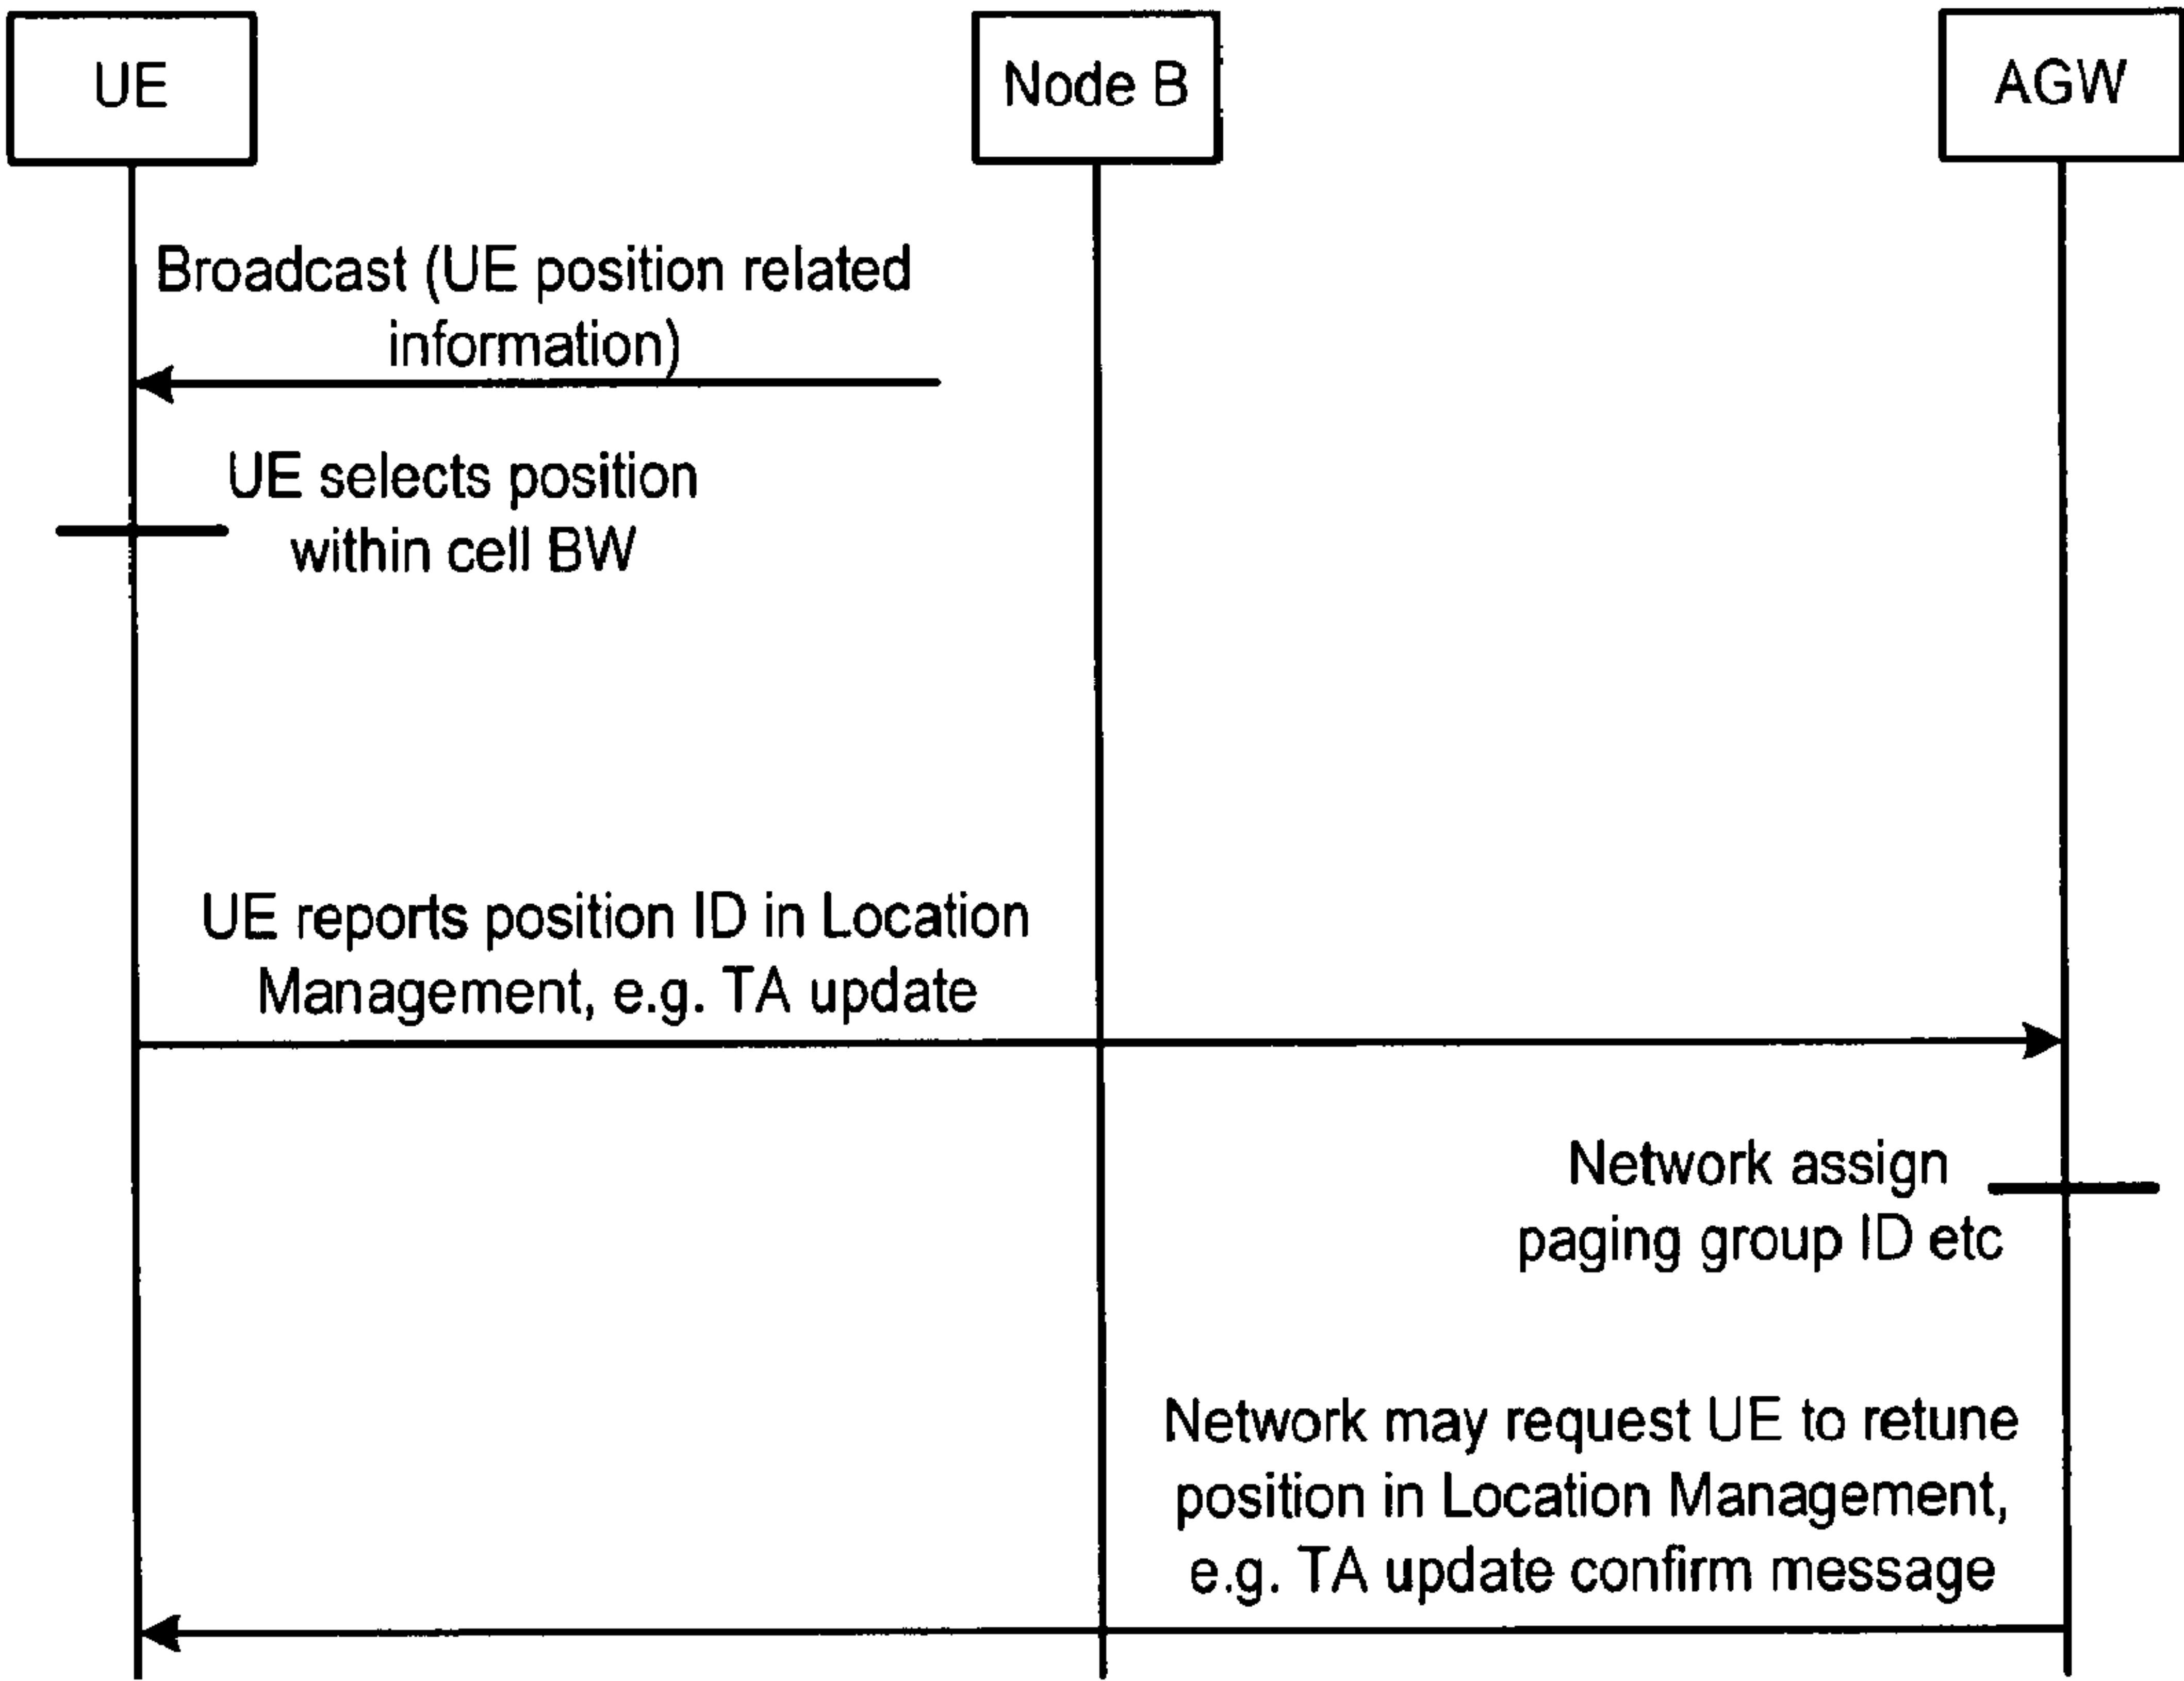 UE
Node B
AGW
Broadcast (UE position related
information)
UE selects position
within cell BW
UE reports position ID in Location
Management, e.g. TA update
Network assign
paging group ID etc
Network may request UE to retune
position in Location Management,
e.g. TA update confirm message